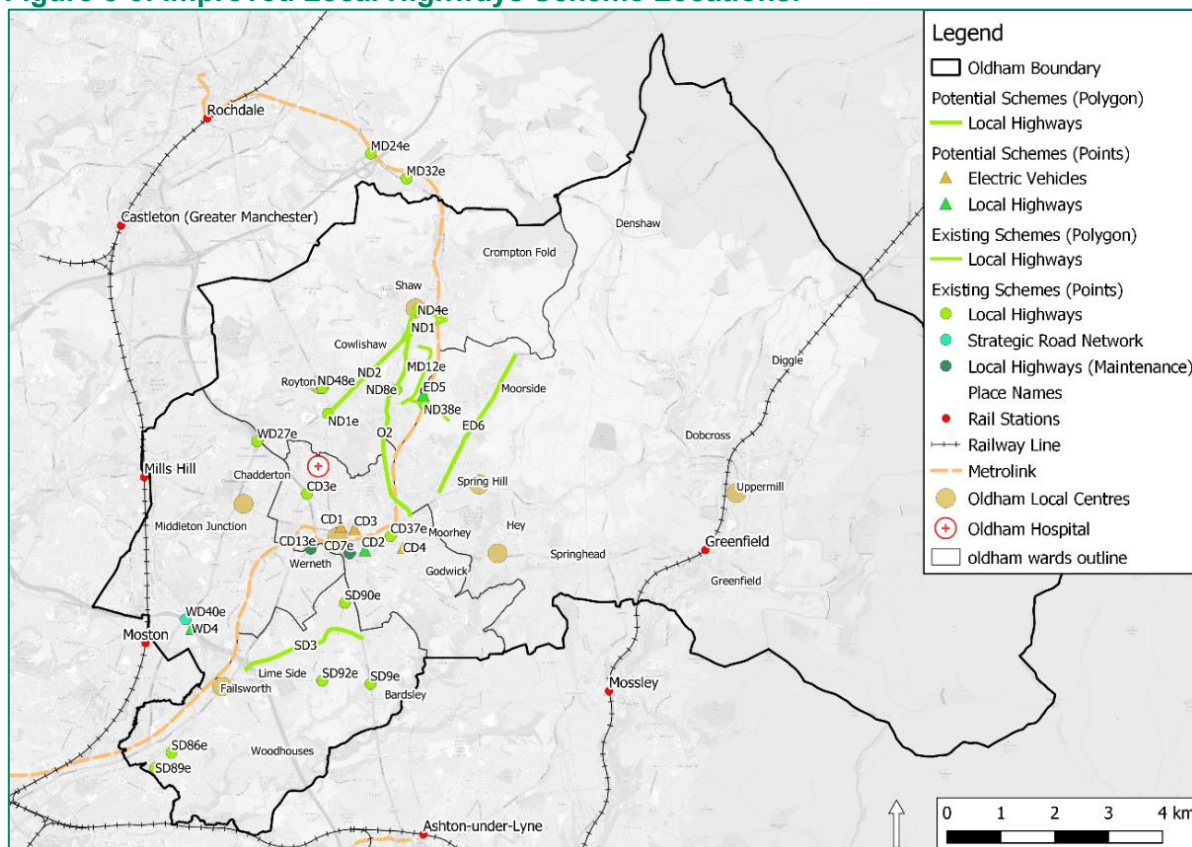 Figure 3-3: Improved Local Highways Scheme Locations.
Legend
Oldham Boundary
Potential Schemes (Polygon)
Local Highways
Potential Schemes (Points)
Electric Vehicles
Local Highways
Existing Schemes (Polygon)
Local Highways
Existing Schemes (Points)
Local Highways
Strategic Road Network
Local Highways (Maintenance)
Place Names
Rail Stations
Railway Line
Metrolink
Oldham Local Centres
Oldham Hospital
oldham wards outline
Rochdale
MD24e
MD32e
Castleton (Greater Manchester)
Denshaw
Crompton Fold
Shaw
ND4e
ND1
Cowlishaw
Diggle
ND2
MD12e
Royton
ND48e
ND8e
ED5
Moorside
ND38e
ND1e
O2
ED6
WD27e
Dobcross
Mills Hill
Chadderton
CD3e
Spring Hill
Uppermill
Middleton Junction
CD1
CD3
CD37e
Moorhey
Hey
CD13e
CD7e
CD2
CD4
Springhead
Greenfield
Werneth
Godwick
Greenfield
SD90e
WD40e
WD4
Moston
SD3
Lime Side
SD92e
SD9e
Failsworth
Bardsley
Mossley
SD86e
Woodhouses
SD89e
Ashton-under-Lyne
0 1 2 3 4 km